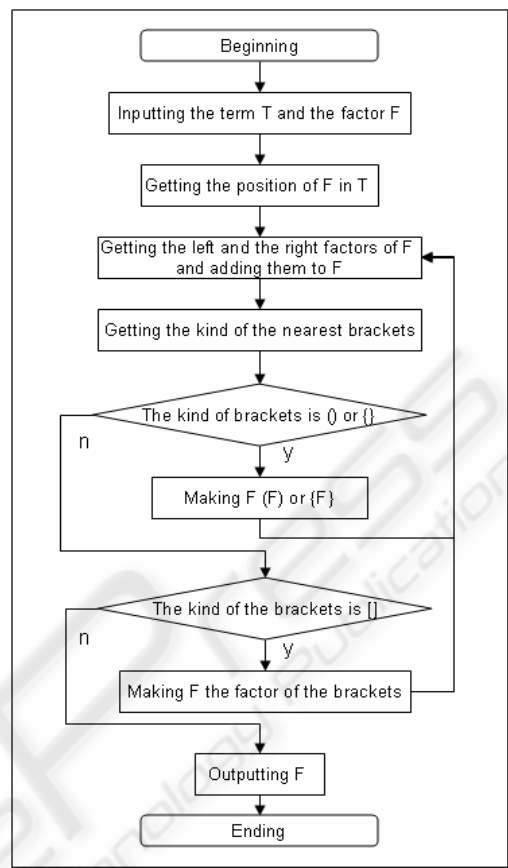 Beginning
Inputting the term T and the factor F
Getting the position of F in T
Getting the left and the right factors of F
and adding them to F
Getting the kind of the nearest brackets
The kind of brackets is () or {}
n
y
Making F (F) or {F}
The kind of the brackets is []
n
y
Making F the factor of the brackets
Outputting F
Ending